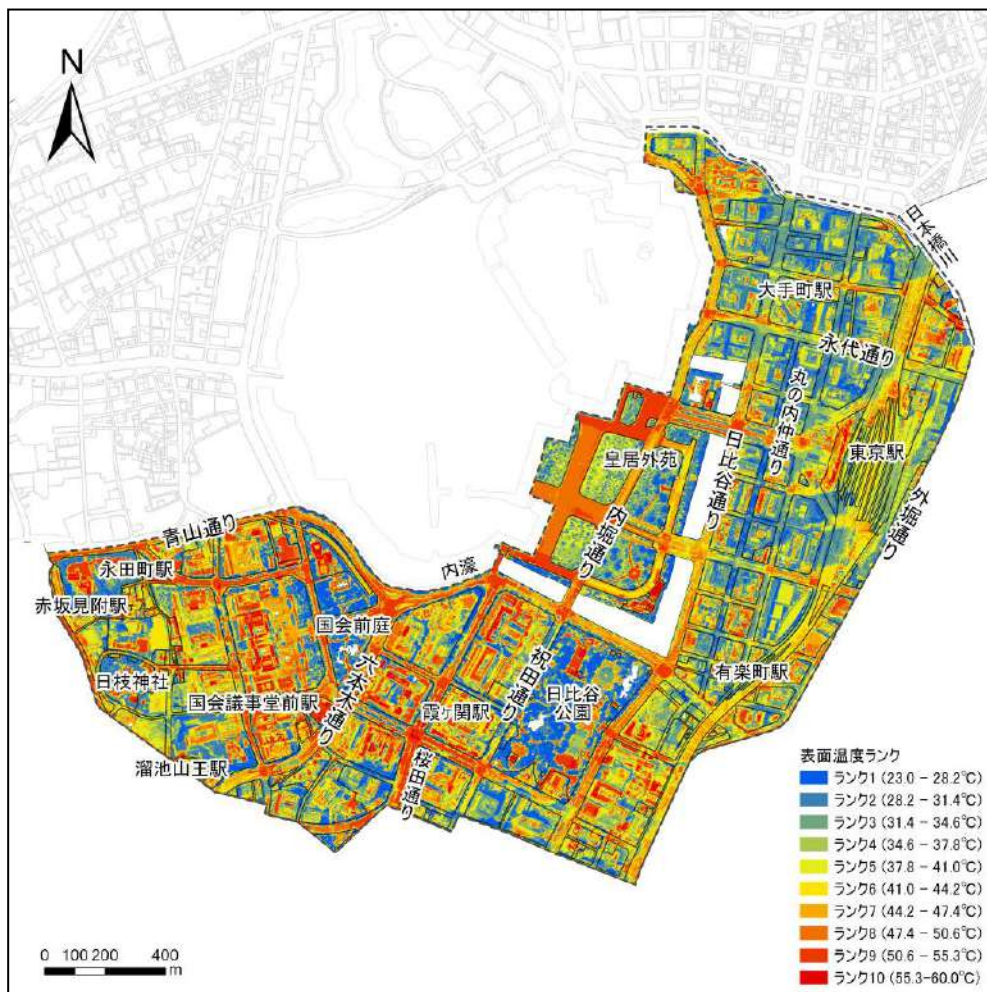 N
日本橋川
大手町駅
永代通り
丸の内仲通り
皇居外苑
日比谷通り
東京駅
外堀通り
内堀通り
青山通り
永田町駅
内濠
赤坂見附駅
国会前庭
祝田通り
日比谷
公園
有楽町駅
日枝神社
国会議事堂前駅
六本木通り
霞ヶ関駅
溜池山王駅
桜田通り
表面温度ランク
ランク1 (23.0 - 28.2℃)
ランク2 (28.2 - 31.4℃)
ランク3 (31.4 - 34.6℃)
ランク4 (34.6 - 37.8℃)
ランク5 (37.8 - 41.0℃)
ランク6 (41.0 - 44.2℃)
ランク7 (44.2 - 47.4℃)
ランク8 (47.4 - 50.6℃)
ランク9 (50.6 - 55.3℃)
ランク10 (55.3-60.0℃)
0 100 200 400
m